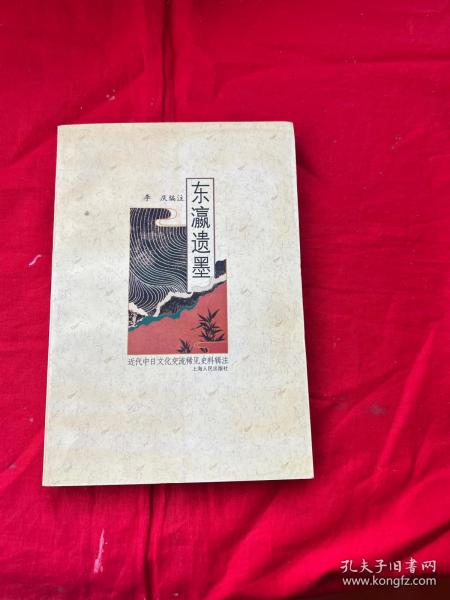 东瀛遗墨
李 庆编注
近代中日文化交流稀见史料辑注
上海人民出版社
孔夫子旧书网
www.kongfz.com